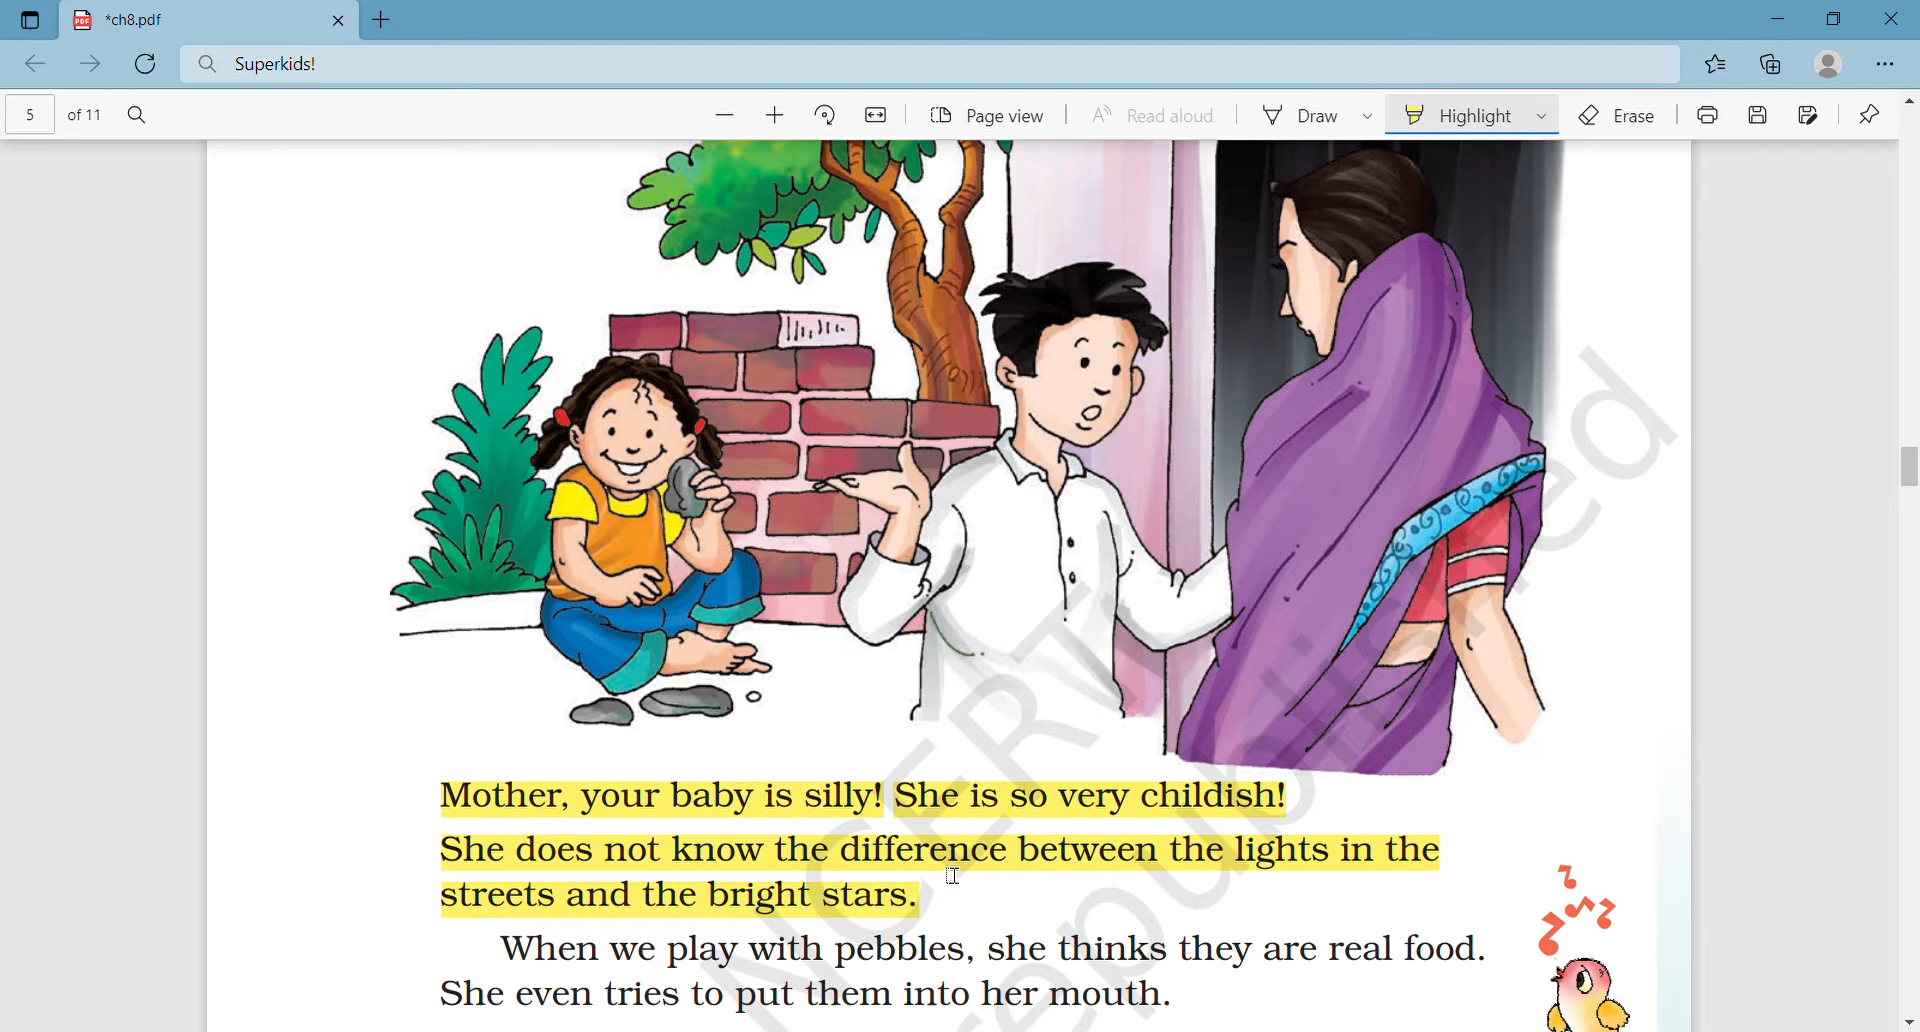 *ch8.pdf
Superkids!
5 of 11 Page view Read aloud Draw Highlight Erase
Mother, your baby is silly! She is so very childish!
She does not know the difference between the lights in the
streets and the bright stars.
When we play with pebbles, she thinks they are real food.
She even tries to put them into her mouth.
NCERT
republished